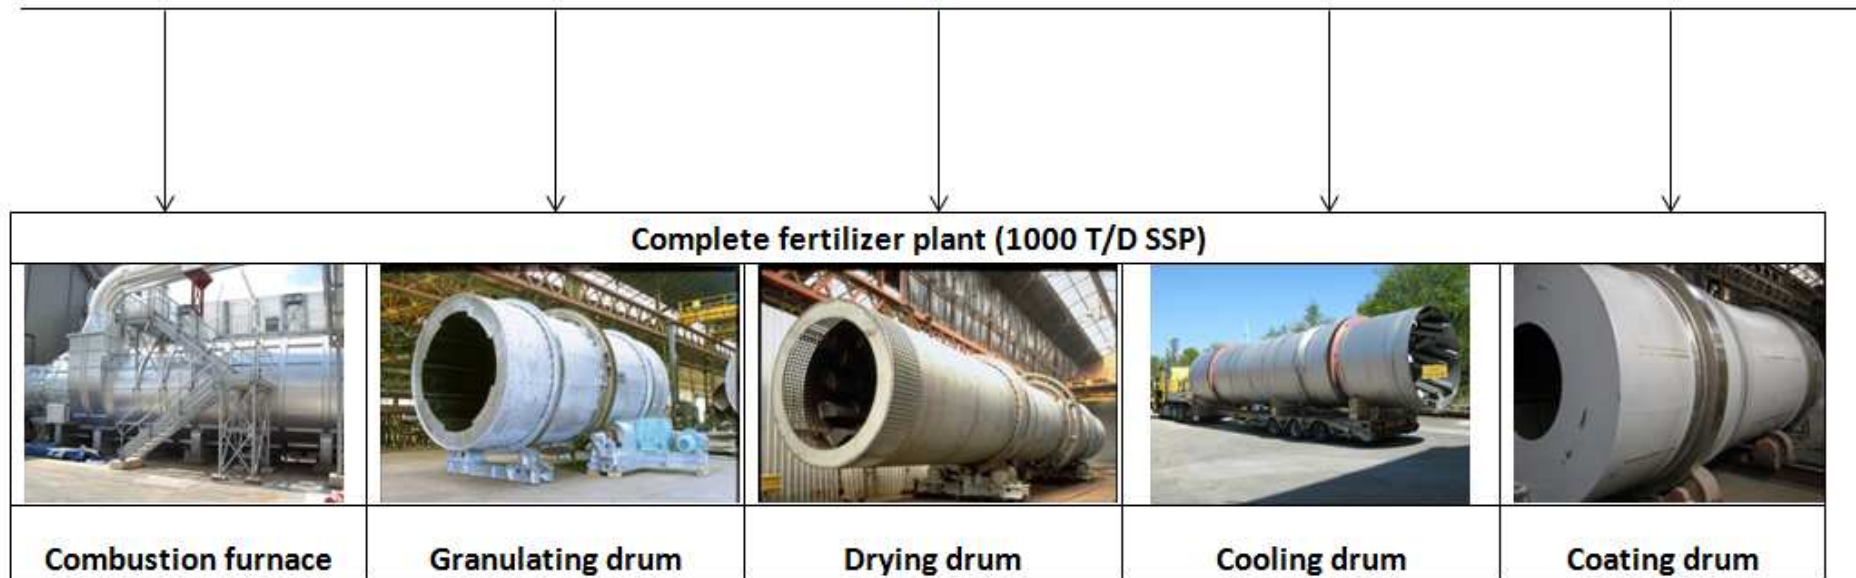 Complete fertilizer plant (1000 T/D SSP)
Combustion furnace
Granulating drum
Drying drum
Cooling drum
Coating drum